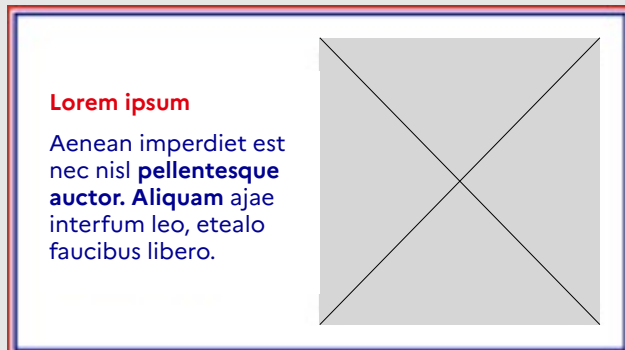 Lorem ipsum
Aenean imperdiet est
nec nisl pellentesque
auctor. Aliquam ajae
interfum leo, etealo
faucibus libero.